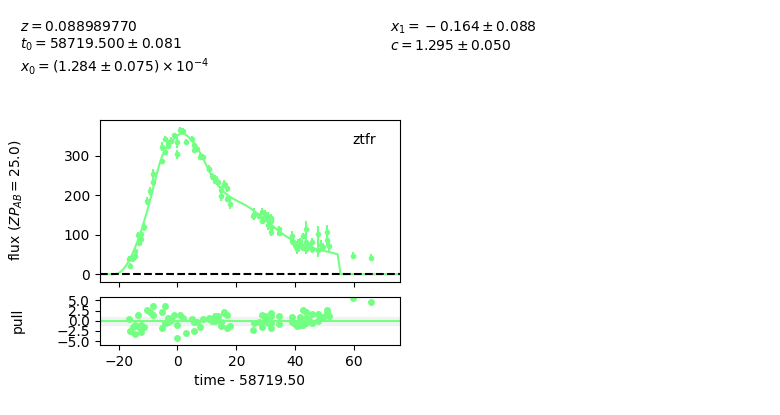 z = 0.088989770
t₀ = 58719.500 ± 0.081
x₀ = (1.284 ± 0.075) × 10⁻⁴
x₁ = −0.164 ± 0.088
c = 1.295 ± 0.050
ztfr
flux (ZP_AB = 25.0)
300
200
100
0
pull
5.0
2.5
0.0
−2.5
−5.0
−20 0 20 40 60
time - 58719.50